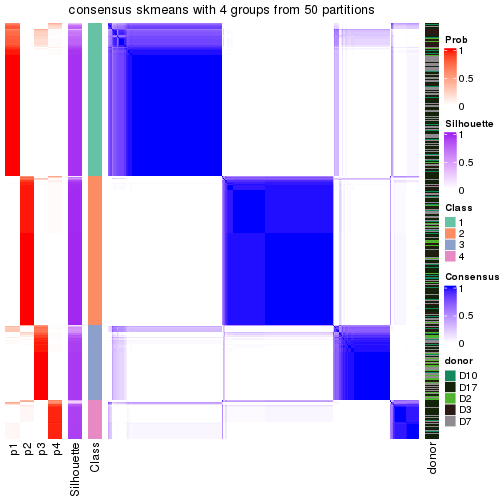 consensus skmeans with 4 groups from 50 partitions
Prob
1
0.5
0
Silhouette
1
0.5
0
Class
1
2
3
4
Consensus
1
0.5
0
donor
D10
D17
D2
D3
D7
p1
p2
p3
p4
Silhouette
Class
donor